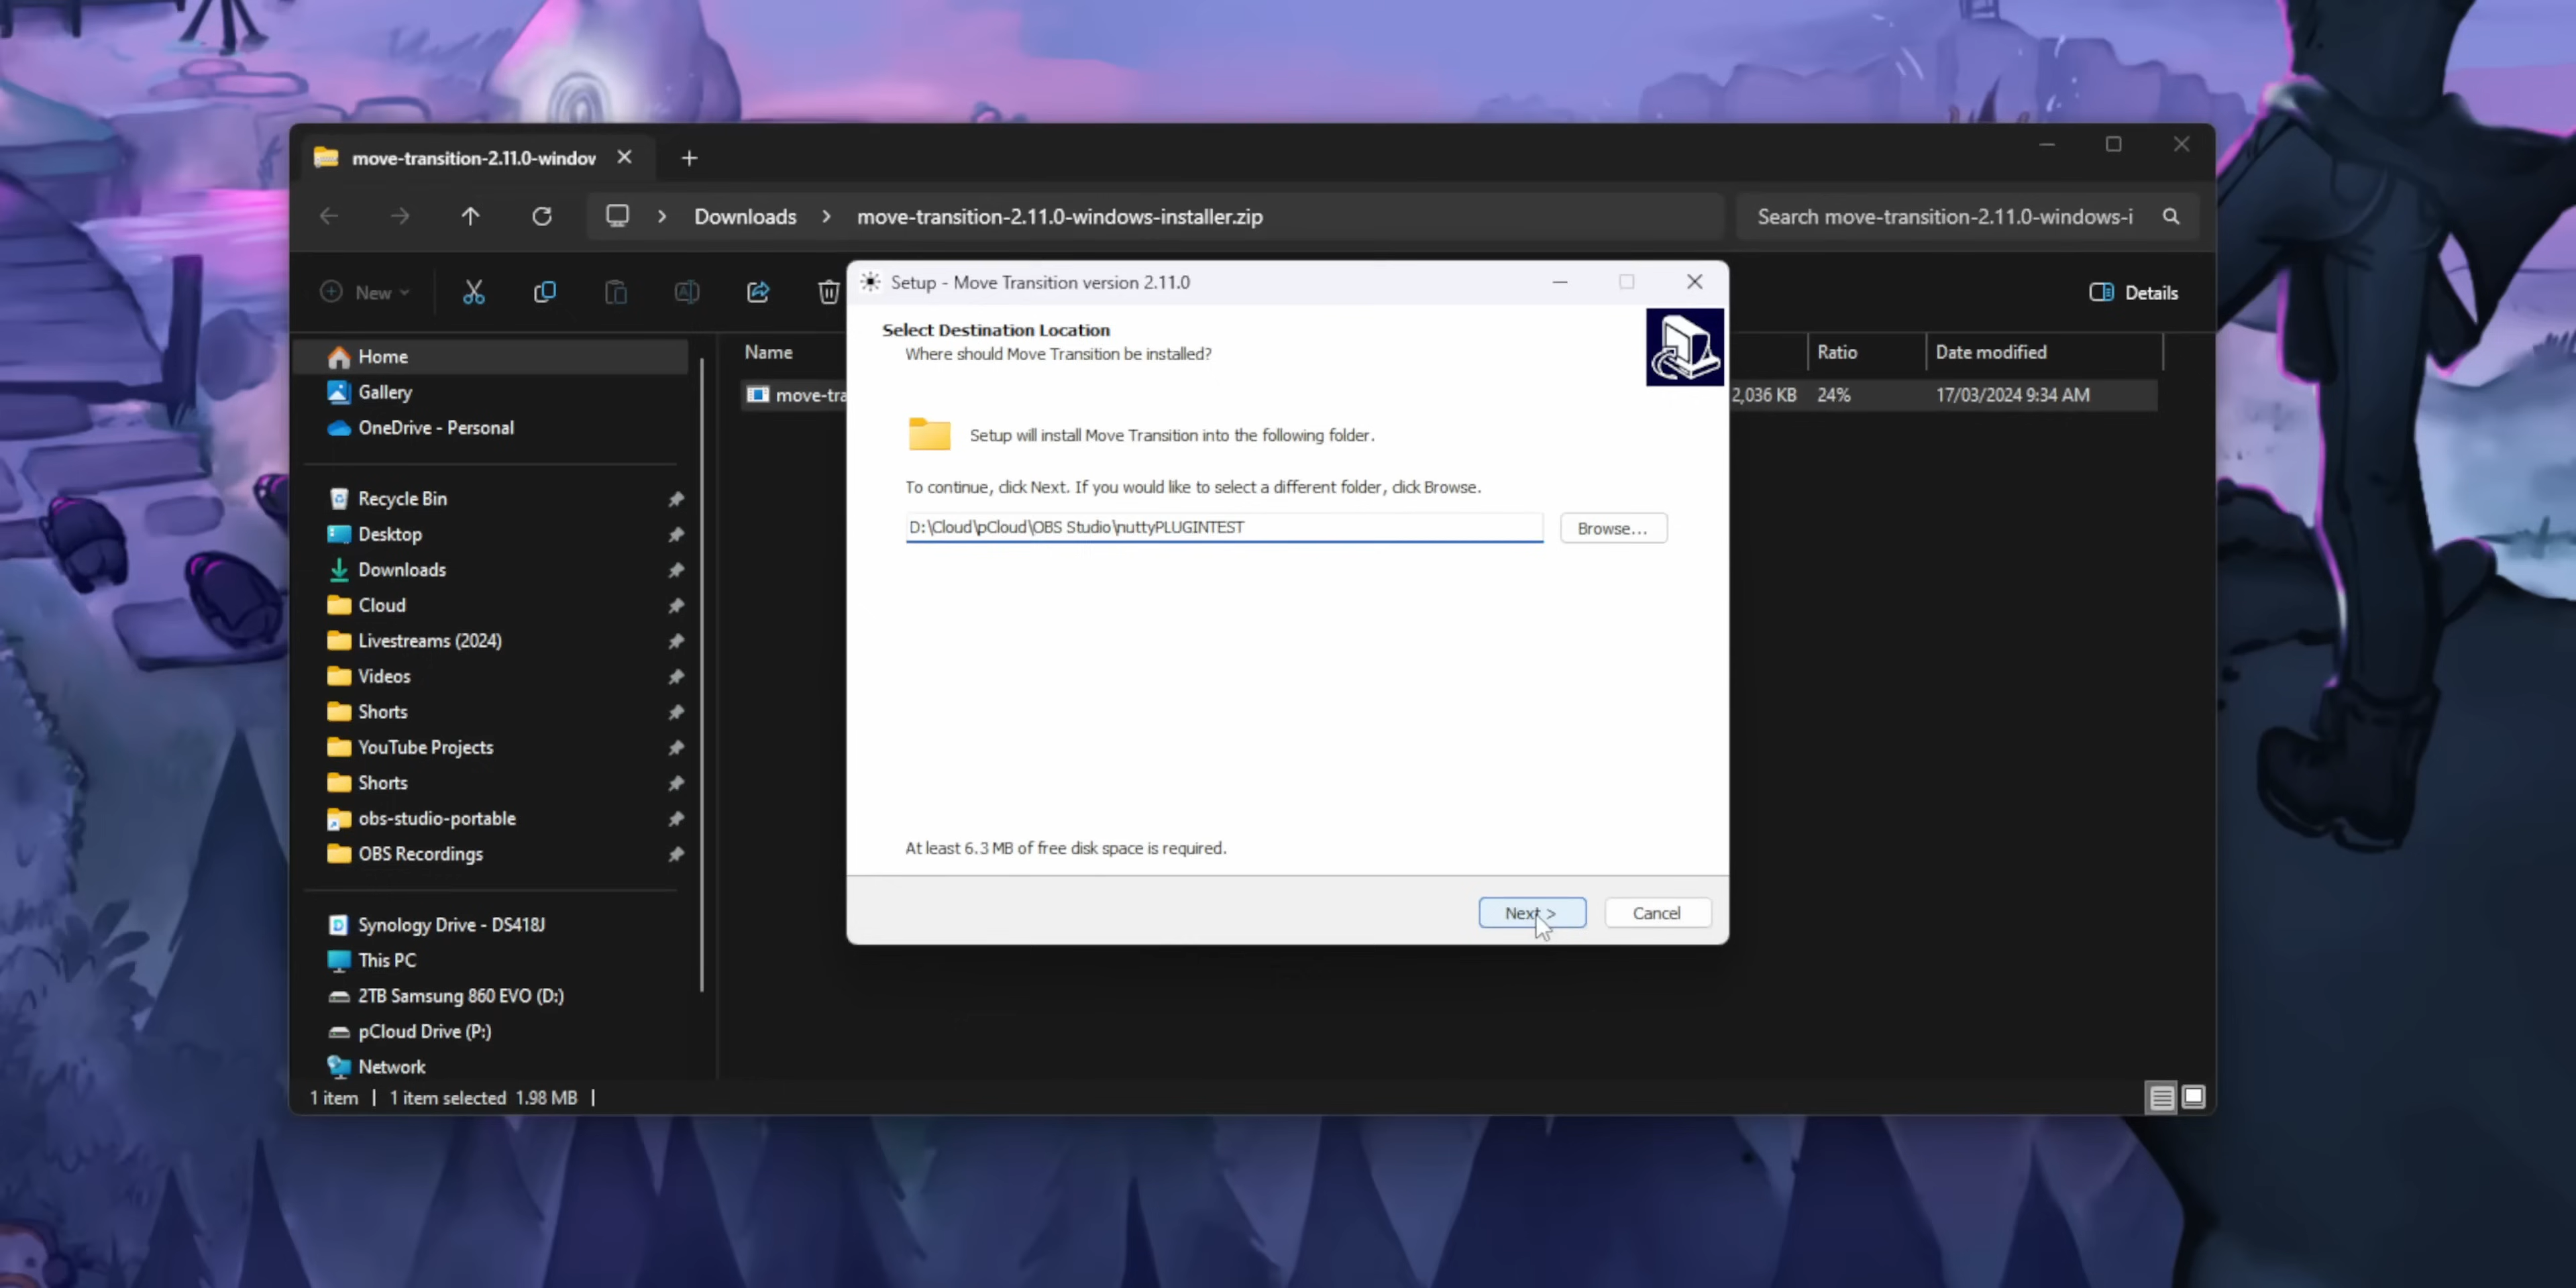 move-transition-2.11.0-windov
Downloads
move-transition-2.11.0-windows-installer.zip
Search move-transition-2.11.0-windows-i
New
Details
Home
Gallery
OneDrive - Personal
Recycle Bin
Desktop
Downloads
Cloud
Livestreams (2024)
Videos
Shorts
YouTube Projects
Shorts
obs-studio-portable
OBS Recordings
Synology Drive - DS418J
This PC
2TB Samsung 860 EVO (D:)
pCloud Drive (P:)
Network
Name
Ratio
Date modified
move-tra
2,036 KB 24% 17/03/2024 9:34 AM
Setup - Move Transition version 2.11.0
Select Destination Location
Where should Move Transition be installed?
Setup will install Move Transition into the following folder.
To continue, click Next. If you would like to select a different folder, click Browse.
D:\Cloud\pCloud\OBS Studio\nuttyPLUGINTEST
Browse...
At least 6.3 MB of free disk space is required.
Next >
Cancel
1 item | 1 item selected 1.98 MB |